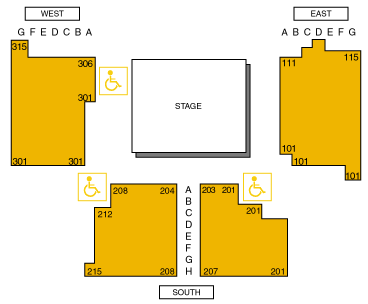 WEST
EAST
G F E D C B A
A B C D E F G
315
306
301
301
301
111
115
101
101
101
STAGE
208 204
212
215 208
A
B
C
D
E
F
G
H
203 201
201
207 201
SOUTH